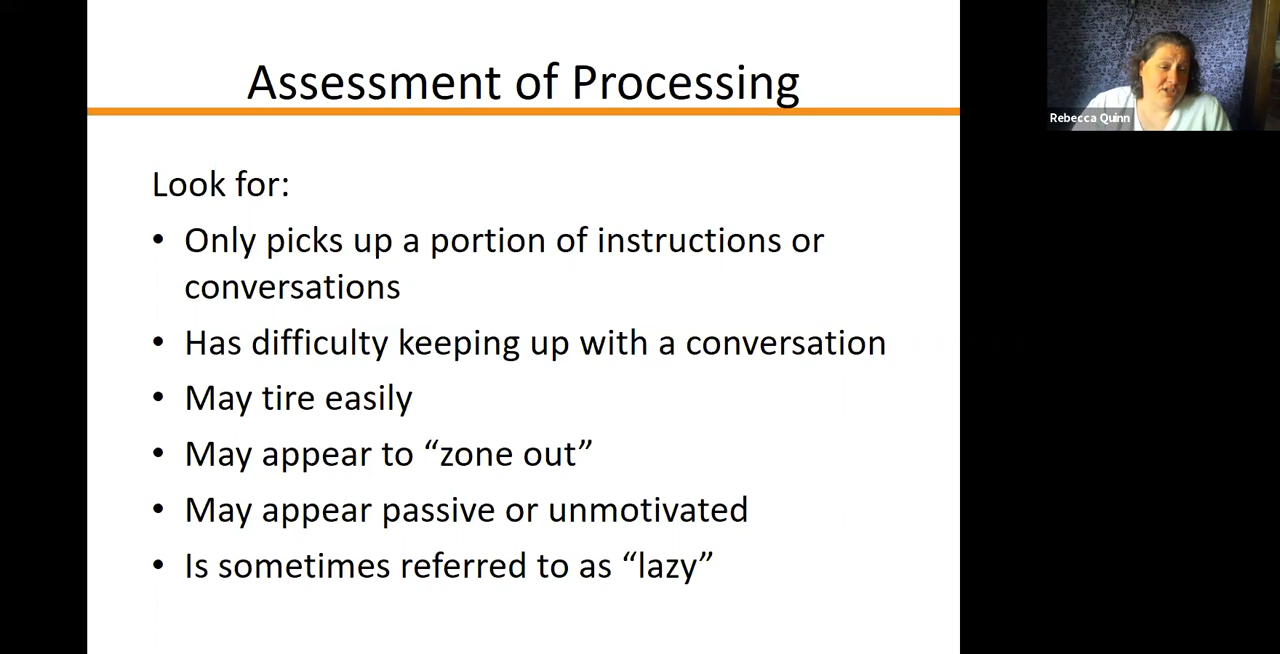 Assessment of Processing
Rebecca Quinn
Look for:
• Only picks up a portion of instructions or
conversations
• Has difficulty keeping up with a conversation
• May tire easily
• May appear to “zone out”
• May appear passive or unmotivated
• Is sometimes referred to as “lazy”